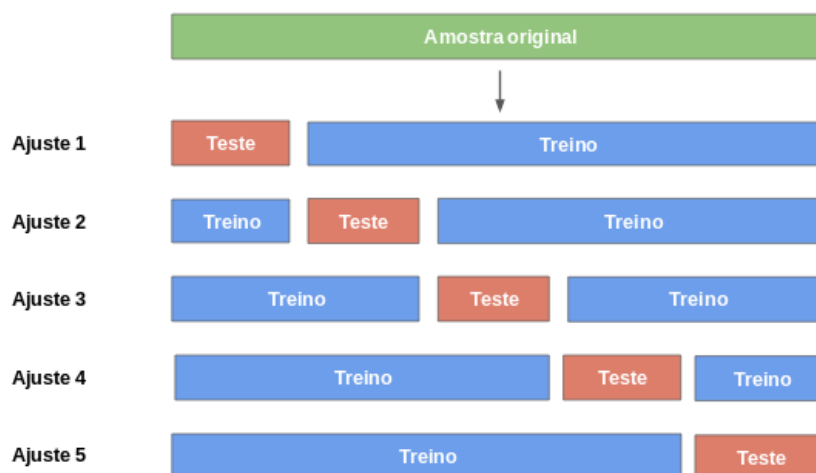 Amostra original
Ajuste 1 Teste Treino
Ajuste 2 Treino Teste Treino
Ajuste 3 Treino Teste Treino
Ajuste 4 Treino Teste Treino
Ajuste 5 Treino Teste